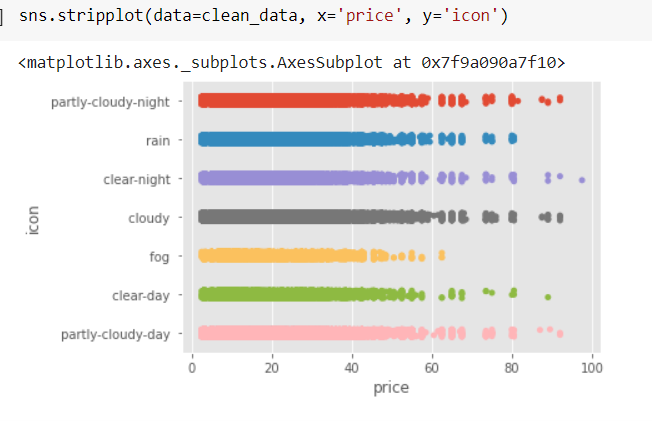 ] sns.stripplot(data=clean_data, x='price', y='icon')
<matplotlib.axes._subplots.AxesSubplot at 0x7f9a090a7f10>
partly-cloudy-night
rain
clear-night
cloudy
fog
clear-day
partly-cloudy-day
icon
0 20 40 60 80 100
price